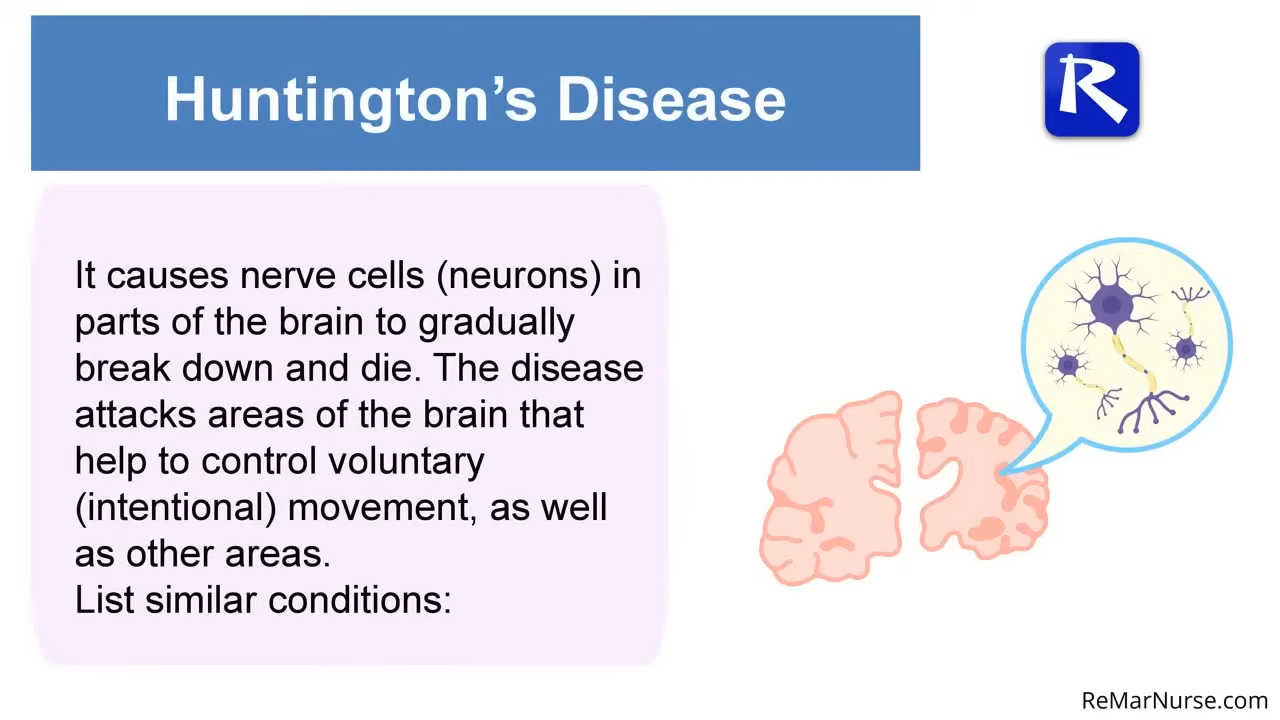 Huntington’s Disease
R
It causes nerve cells (neurons) in
parts of the brain to gradually
break down and die. The disease
attacks areas of the brain that
help to control voluntary
(intentional) movement, as well
as other areas.
List similar conditions:
ReMarNurse.com